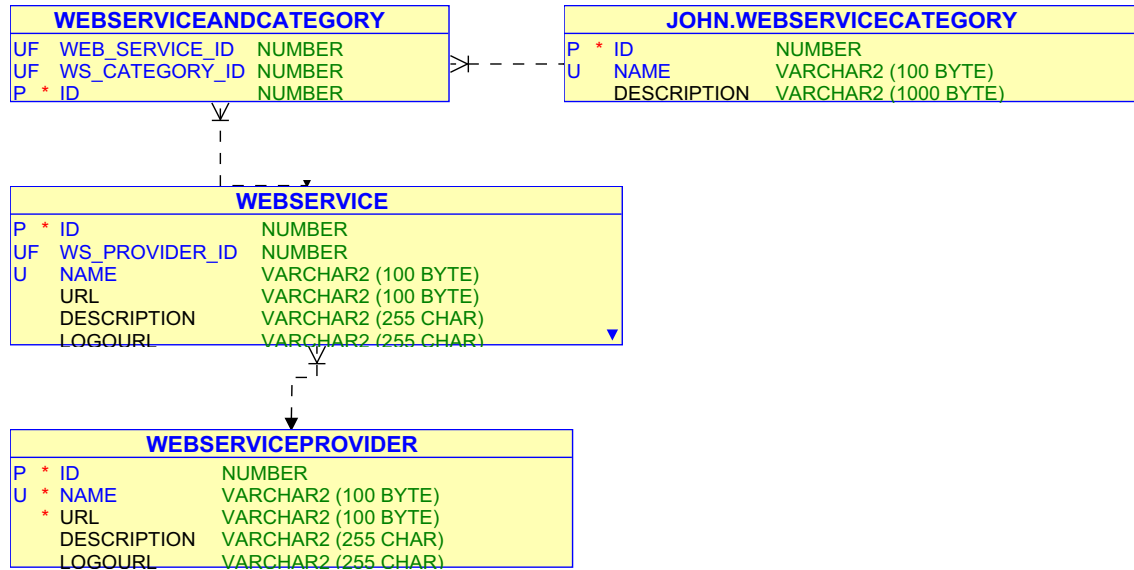 WEBSERVICEANDCATEGORY
UF WEB_SERVICE_ID NUMBER
UF WS_CATEGORY_ID NUMBER
P * ID NUMBER
JOHN.WEBSERVICECATEGORY
P * ID NUMBER
U NAME VARCHAR2 (100 BYTE)
DESCRIPTION VARCHAR2 (1000 BYTE)
WEBSERVICE
P * ID NUMBER
UF WS_PROVIDER_ID NUMBER
U NAME VARCHAR2 (100 BYTE)
URL VARCHAR2 (100 BYTE)
DESCRIPTION VARCHAR2 (255 CHAR)
LOGOURL VARCHAR2 (255 CHAR)
WEBSERVICEPROVIDER
P * ID NUMBER
U * NAME VARCHAR2 (100 BYTE)
* URL VARCHAR2 (100 BYTE)
DESCRIPTION VARCHAR2 (255 CHAR)
LOGOURL VARCHAR2 (255 CHAR)